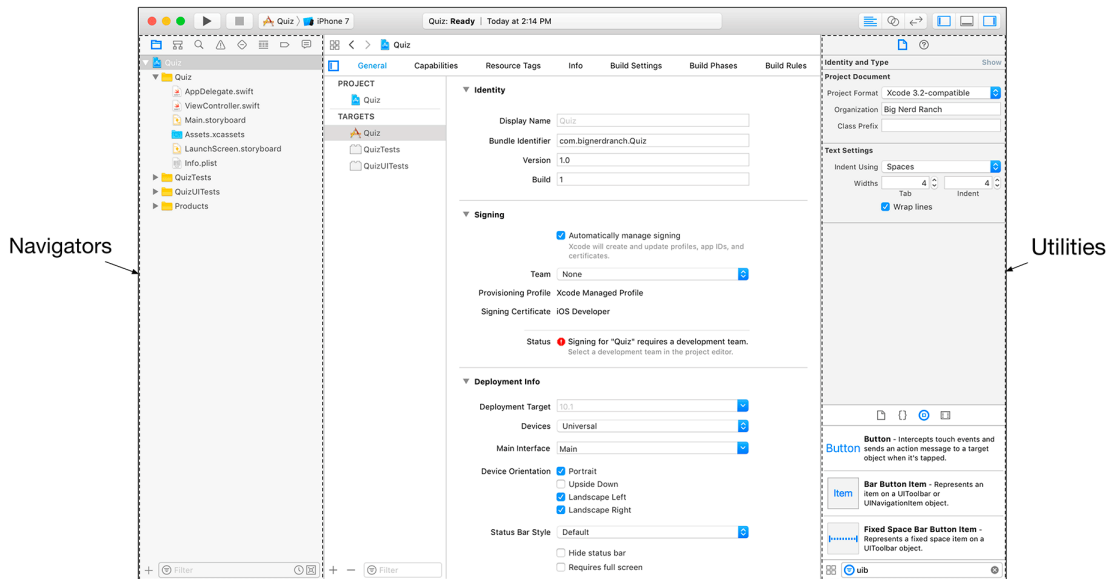 Quiz
iPhone 7
Quiz: Ready | Today at 2:14 PM
Navigators
Quiz
Quiz
AppDelegate.swift
ViewController.swift
Main.storyboard
Assets.xcassets
LaunchScreen.storyboard
Info.plist
QuizTests
QuizUITests
Products
Filter
Quiz
General Capabilities Resource Tags Info Build Settings Build Phases Build Rules
PROJECT
Quiz
TARGETS
Quiz
QuizTests
QuizUITests
Filter
Identity
Display Name Quiz
Bundle Identifier com.bignerdranch.Quiz
Version 1.0
Build 1
Signing
Automatically manage signing
Xcode will create and update profiles, app IDs, and
certificates.
Team None
Provisioning Profile Xcode Managed Profile
Signing Certificate iOS Developer
Status Signing for "Quiz" requires a development team.
Select a development team in the project editor.
Deployment Info
Deployment Target 10.1
Devices Universal
Main Interface Main
Device Orientation Portrait
Upside Down
Landscape Left
Landscape Right
Status Bar Style Default
Hide status bar
Requires full screen
Identity and Type Show
Project Document
Project Format Xcode 3.2-compatible
Organization Big Nerd Ranch
Class Prefix
Text Settings
Indent Using Spaces
Widths 4 4
Tab Indent
Wrap lines
Utilities
{}
Button
Button - Intercepts touch events and
sends an action message to a target
object when it's tapped.
Item
Bar Button Item - Represents an
item on a UIToolbar or
UINavigationItem object.
Fixed Space Bar Button Item -
Represents a fixed space item on a
UIToolbar object.
uib